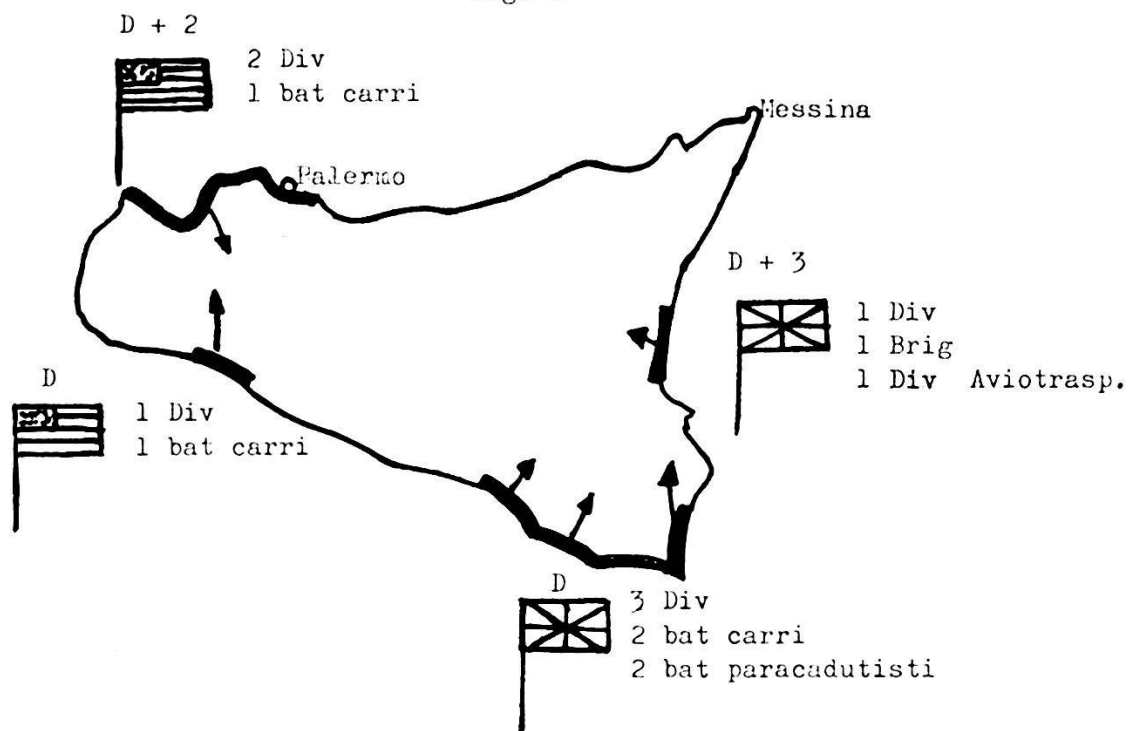 D + 2
2 Div
1 bat carri
Messina
Palermo
D + 3
1 Div
1 Brig
1 Div Aviotrasp.
D
1 Div
1 bat carri
D
3 Div
2 bat carri
2 bat paracadutisti